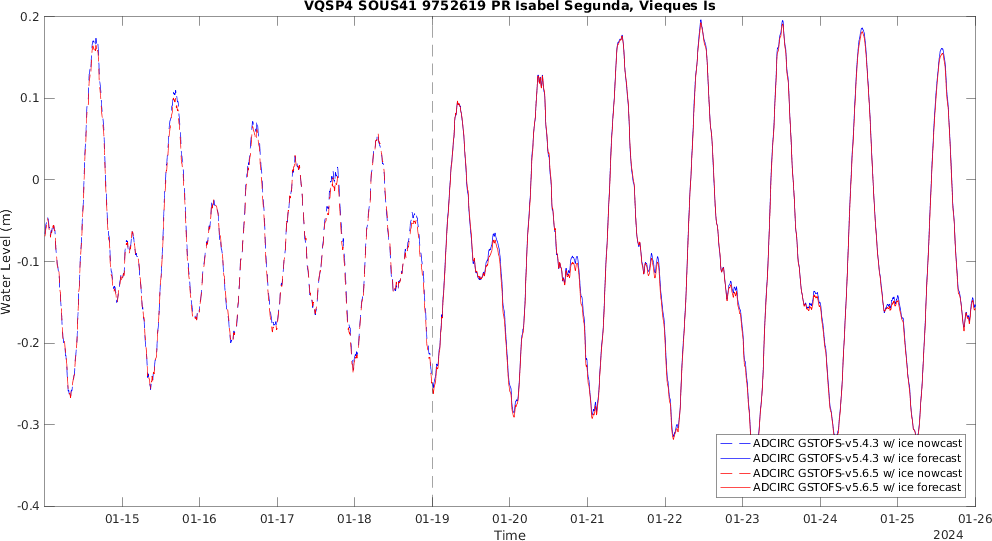 VQSP4 SOUS41 9752619 PR Isabel Segunda, Vieques Is
0.2
0.1
0
-0.1
-0.2
-0.3
-0.4
Water Level (m)
ADCIRC GSTOFS-v5.4.3 w/ ice nowcast
ADCIRC GSTOFS-v5.4.3 w/ ice forecast
ADCIRC GSTOFS-v5.6.5 w/ ice nowcast
ADCIRC GSTOFS-v5.6.5 w/ ice forecast
01-15 01-16 01-17 01-18 01-19 01-20 01-21 01-22 01-23 01-24 01-25 01-26
Time
2024